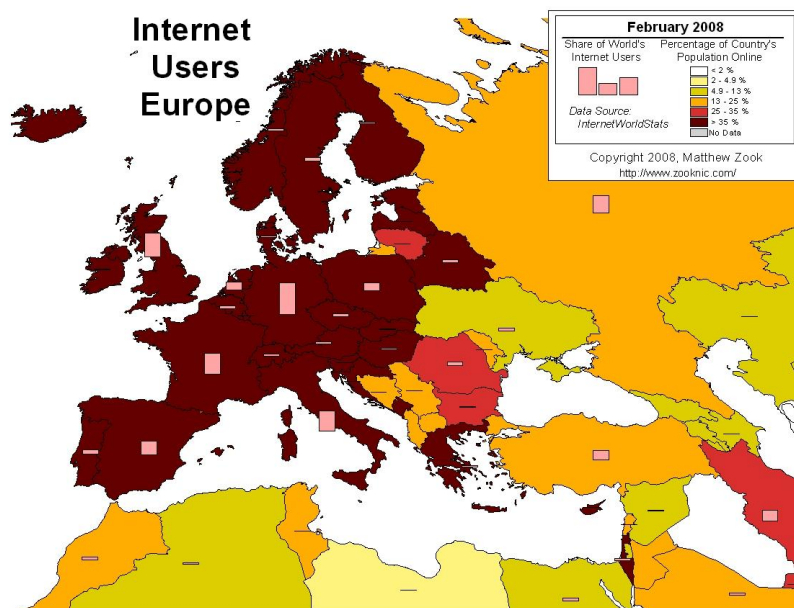 Internet
Users
Europe
February 2008
Share of World's
Internet Users
Percentage of Country's
Population Online
< 2 %
2 - 4.9 %
4.9 - 13 %
13 - 25 %
25 - 35 %
> 35 %
No Data
Data Source:
InternetWorldStats
Copyright 2008, Matthew Zook
http://www.zooknic.com/